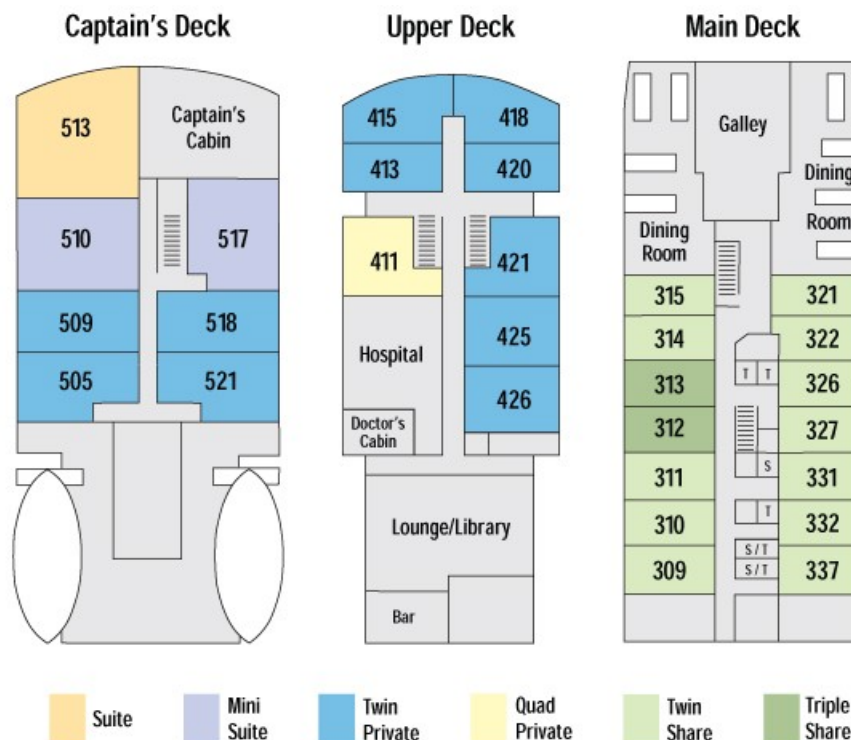 Captain's Deck
513
Captain's
Cabin
510
517
509
518
505
521
Upper Deck
415
418
413
420
411
421
Hospital
425
Doctor's
Cabin
426
Lounge/Library
Bar
Main Deck
Galley
Dining
Room
Dining
Room
315
321
314
322
313
T
T
326
312
327
311
S
331
310
T
332
S/T
309
S/T
337
Suite
Mini
Suite
Twin
Private
Quad
Private
Twin
Share
Triple
Share